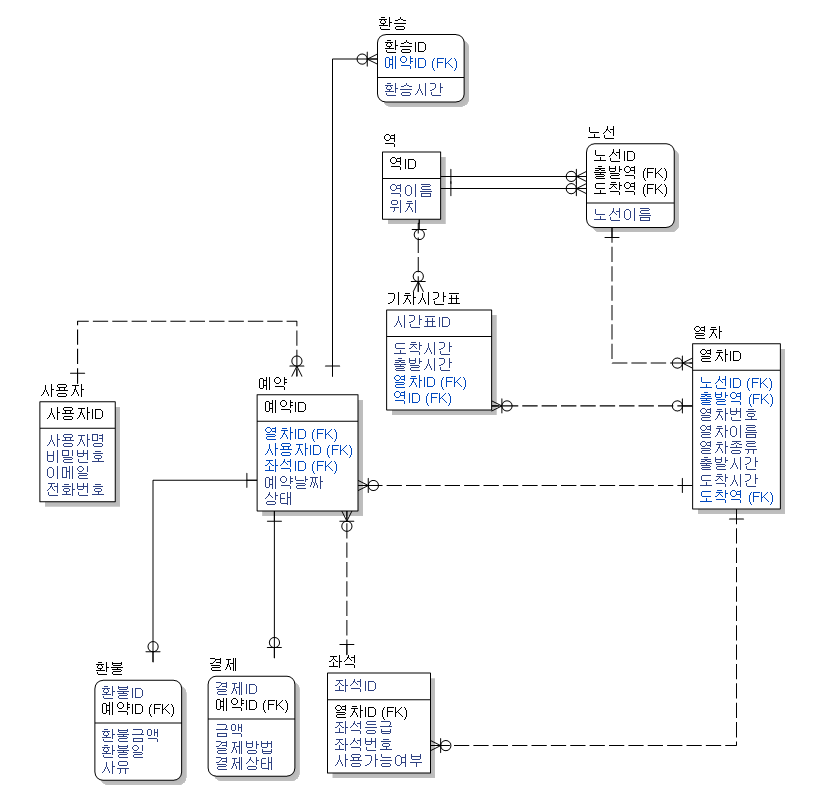 환승
환승ID
예약ID (FK)
환승시간
역
역ID
역이름
위치
노선
노선ID
출발역 (FK)
도착역 (FK)
노선이름
기차시간표
시간표ID
도착시간
출발시간
열차ID (FK)
역ID (FK)
열차
열차ID
노선ID (FK)
출발역 (FK)
열차번호
열차이름
열차종류
출발시간
도착시간
도착역 (FK)
사용자
사용자ID
사용자명
비밀번호
이메일
전화번호
예약
예약ID
열차ID (FK)
사용자ID (FK)
좌석ID (FK)
예약날짜
상태
환불
환불ID
예약ID (FK)
환불금액
환불일
사유
결제
결제ID
예약ID (FK)
금액
결제방법
결제상태
좌석
좌석ID
열차ID (FK)
좌석등급
좌석번호
사용가능여부